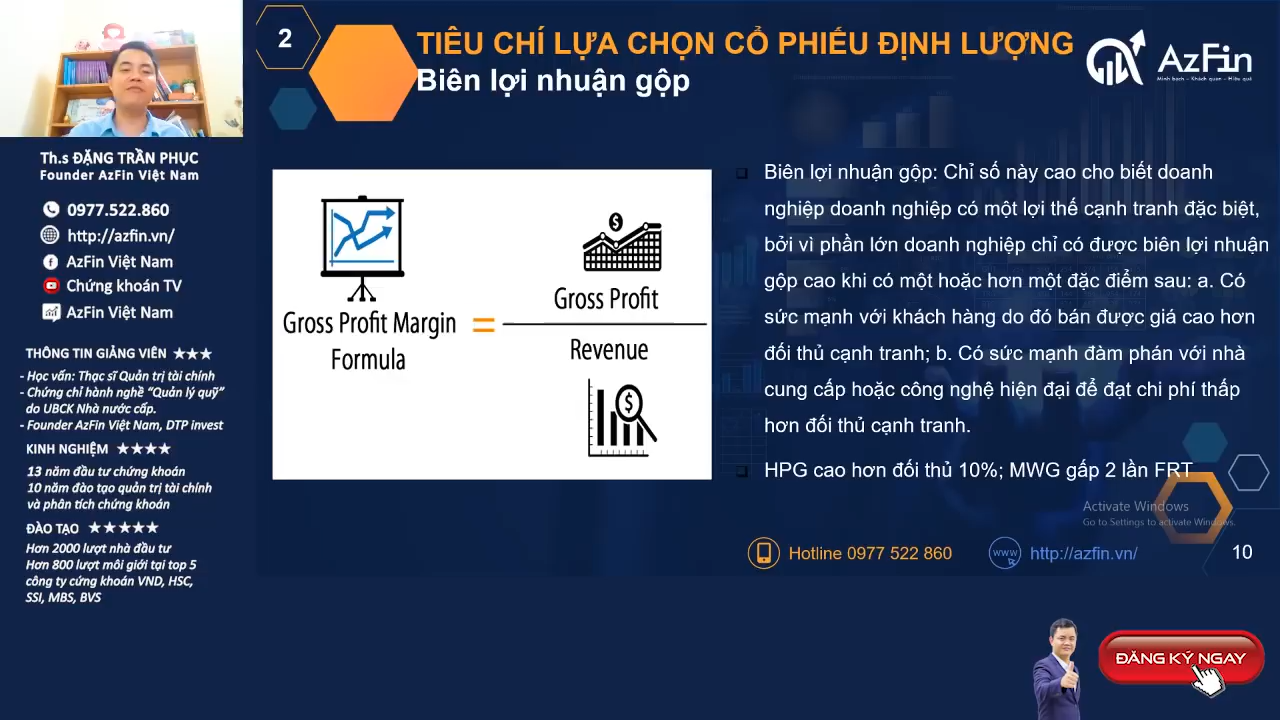 2
TIÊU CHÍ LỰA CHỌN CỔ PHIẾU ĐỊNH LƯỢNG
Biên lợi nhuận gộp
AzFin
Minh bạch - Khách quan - Hiệu quả
Th.s ĐẶNG TRẦN PHỤC
Founder AzFin Việt Nam
0977.522.860
http://azfin.vn/
AzFin Việt Nam
Chứng khoán TV
AzFin Việt Nam
THÔNG TIN GIẢNG VIÊN ★★★
- Học vấn: Thạc sĩ Quản trị tài chính
- Chứng chỉ hành nghề “Quản lý quỹ”
do UBCK Nhà nước cấp.
- Founder AzFin Việt Nam, DTP invest
KINH NGHIỆM ★★★★
13 năm đầu tư chứng khoán
10 năm đào tạo quản trị tài chính
và phân tích chứng khoán
ĐÀO TẠO ★★★★★
Hơn 2000 lượt nhà đầu tư
Hơn 800 lượt môi giới tại top 5
công ty cứng khoán VND, HSC,
SSI, MBS, BVS
Gross Profit Margin
Formula
=
Gross Profit
Revenue
Biên lợi nhuận gộp: Chỉ số này cao cho biết doanh
nghiệp doanh nghiệp có một lợi thế cạnh tranh đặc biệt,
bởi vì phần lớn doanh nghiệp chỉ có được biên lợi nhuận
gộp cao khi có một hoặc hơn một đặc điểm sau: a. Có
sức mạnh với khách hàng do đó bán được giá cao hơn
đối thủ cạnh tranh; b. Có sức mạnh đàm phán với nhà
cung cấp hoặc công nghệ hiện đại để đạt chi phí thấp
hơn đối thủ cạnh tranh.
HPG cao hơn đối thủ 10%; MWG gấp 2 lần FRT
Activate Windows
Go to Settings to activate Windows.
Hotline 0977 522 860
www
http://azfin.vn/
10
ĐĂNG KÝ NGAY